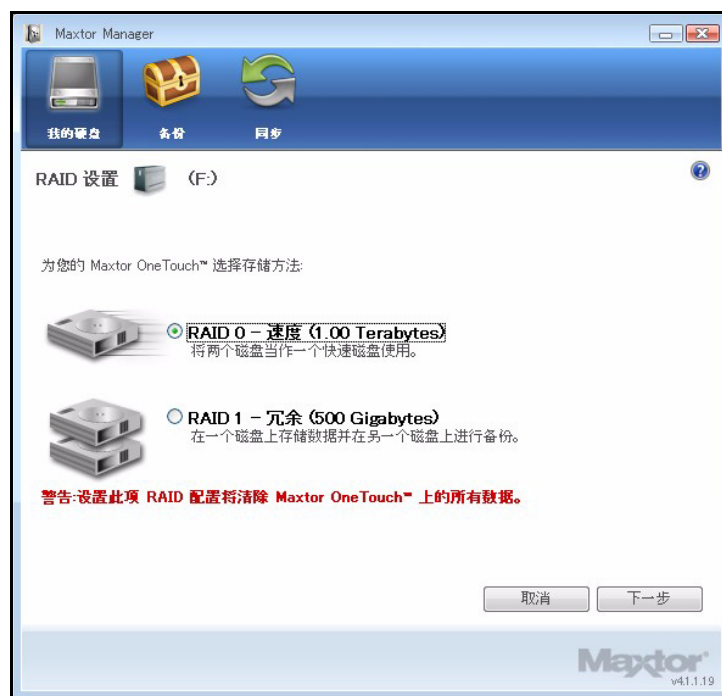 Maxtor Manager
我的硬盘
备份
同步
RAID 设置 (F:)
为您的 Maxtor OneTouch™ 选择存储方法:
RAID 0 - 速度 (1.00 Terabytes)
将两个磁盘当作一个快速磁盘使用。
RAID 1 - 冗余 (500 Gigabytes)
在一个磁盘上存储数据并在另一个磁盘上进行备份。
警告:设置此项 RAID 配置将清除 Maxtor OneTouch™ 上的所有数据。
取消
下一步
Maxtor
v4.1.1.19